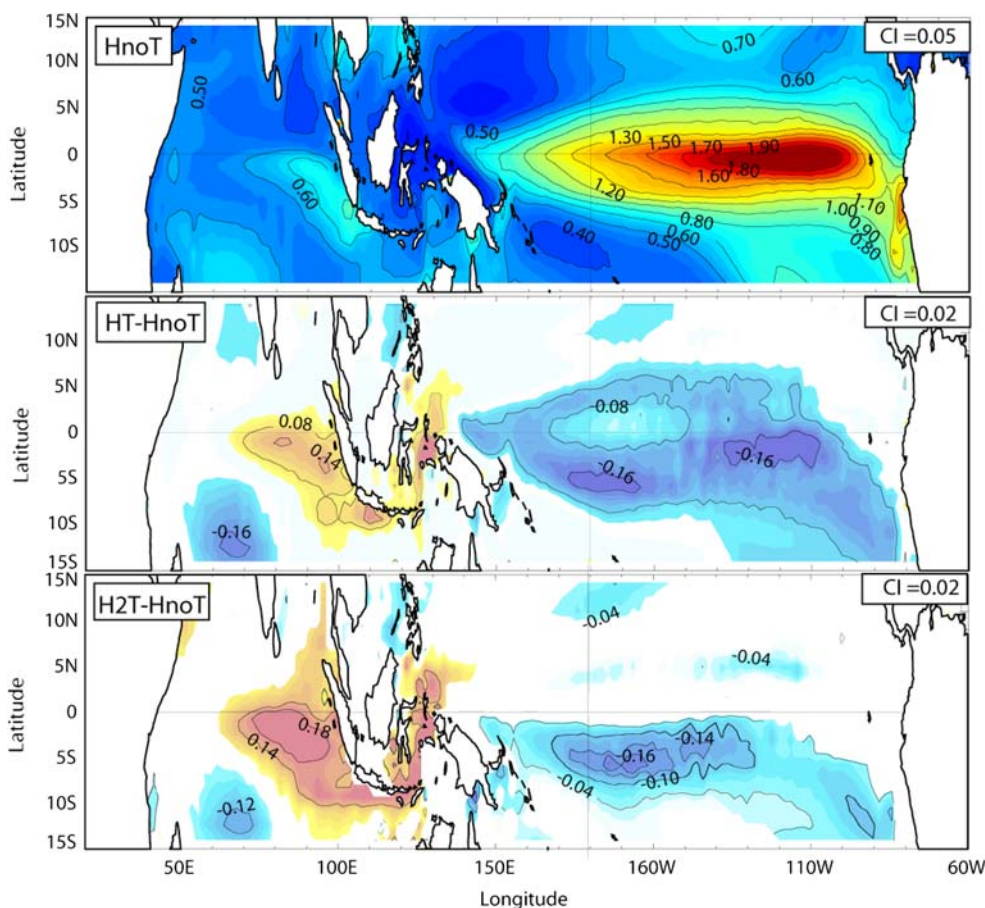 15N
HnoT
CI =0.05
10N
5N
0
5S
10S
Latitude
0.50
0.70
0.60
0.50
1.30
1.50
1.70
1.90
0.60
1.20
1.60
1.80
1.10
1.00
0.90
0.80
0.80
0.60
0.50
0.40
15N
HT-HnoT
CI =0.02
10N
5N
0
5S
10S
15S
Latitude
0.08
0.14
-0.16
0.08
-0.16
-0.16
15N
H2T-HnoT
CI =0.02
10N
5N
0
5S
10S
15S
Latitude
-0.04
-0.04
0.18
0.14
-0.14
-0.16
-0.10
-0.04
-0.12
50E
100E
150E
160W
110W
60W
Longitude